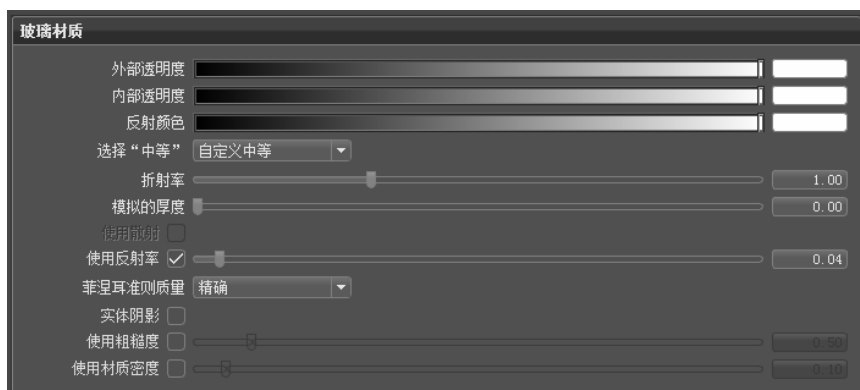 玻璃材质
外部透明度
内部透明度
反射颜色
选择“中等” 自定义中等
折射率 1.00
模拟的厚度 0.00
使用散射
使用反射率 0.04
菲涅耳准则质量 精确
实体阴影
使用粗糙度 0.50
使用材质密度 0.10